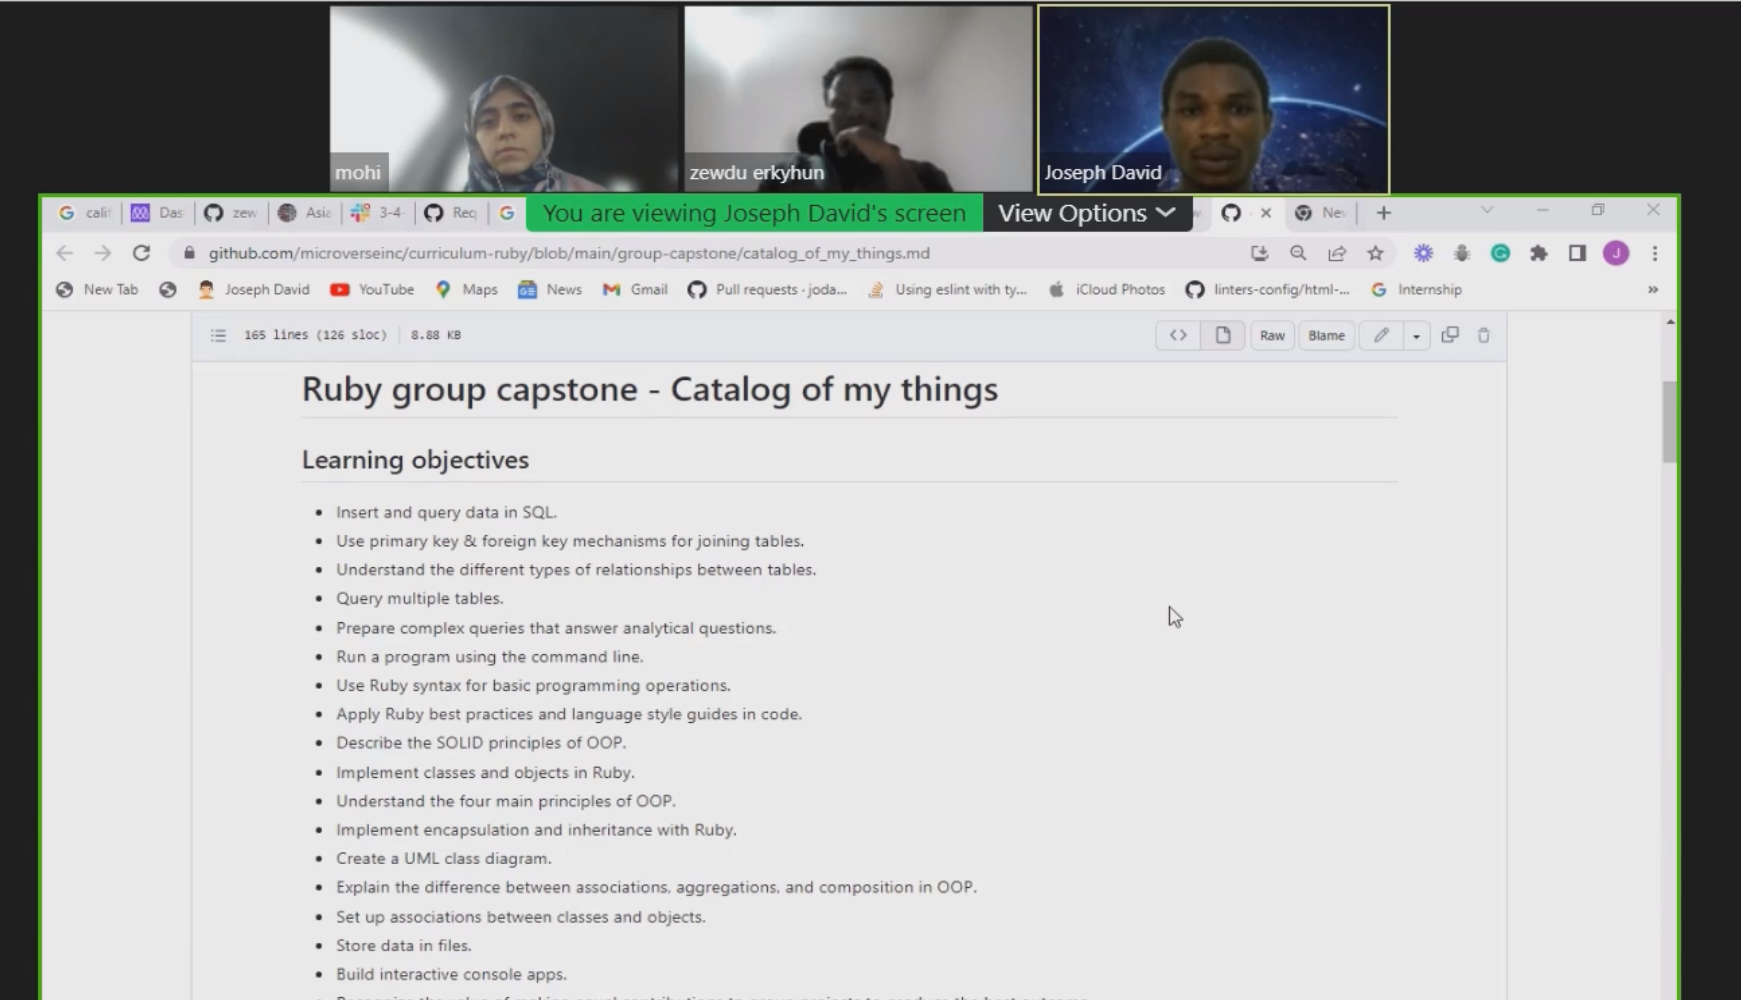 mohi
zewdu erkyhun
Joseph David
cali
Das
zew
Asia
3-4
Req
You are viewing Joseph David's screen
View Options
Ne
github.com/microverseinc/curriculum-ruby/blob/main/group-capstone/catalog_of_my_things.md
J
New Tab
Joseph David
YouTube
Maps
News
Gmail
Pull requests · joda...
Using eslint with ty...
iCloud Photos
linters-config/html-...
Internship
»
165 lines (126 sloc)
8.88 KB
<>
Raw
Blame
Ruby group capstone - Catalog of my things
Learning objectives
• Insert and query data in SQL.
• Use primary key & foreign key mechanisms for joining tables.
• Understand the different types of relationships between tables.
• Query multiple tables.
• Prepare complex queries that answer analytical questions.
• Run a program using the command line.
• Use Ruby syntax for basic programming operations.
• Apply Ruby best practices and language style guides in code.
• Describe the SOLID principles of OOP.
• Implement classes and objects in Ruby.
• Understand the four main principles of OOP.
• Implement encapsulation and inheritance with Ruby.
• Create a UML class diagram.
• Explain the difference between associations, aggregations, and composition in OOP.
• Set up associations between classes and objects.
• Store data in files.
• Build interactive console apps.